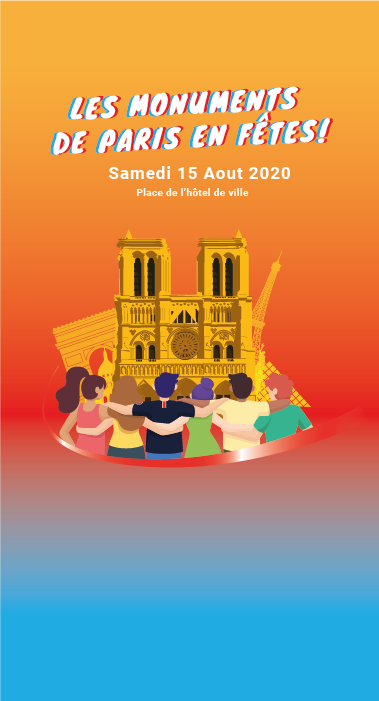 LES MONUMENTS
DE PARIS EN FÊTES!
Samedi 15 Aout 2020
Place de l'hôtel de ville